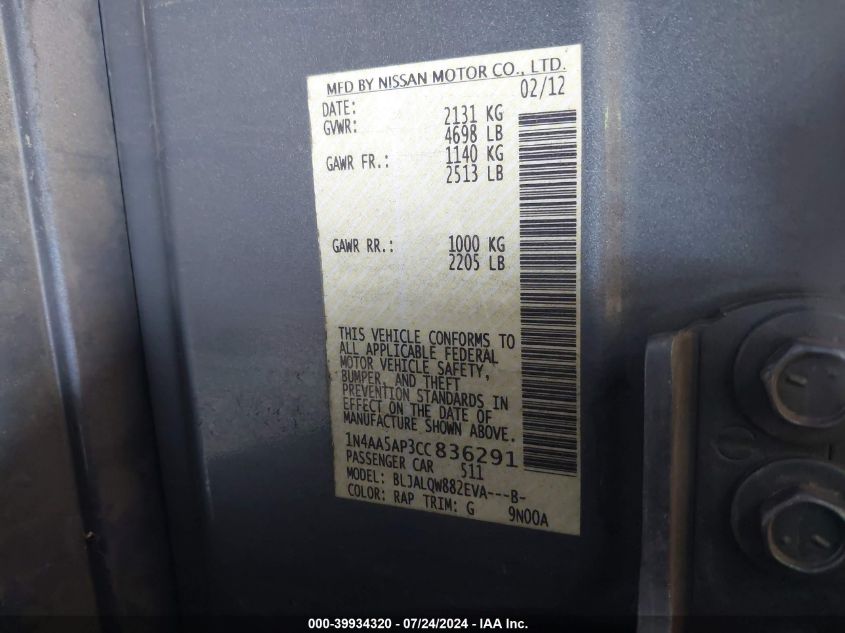 MFD BY NISSAN MOTOR CO., LTD.
DATE: 02/12
GVWR: 2131 KG
4698 LB
GAWR FR.: 1140 KG
2513 LB
GAWR RR.: 1000 KG
2205 LB
THIS VEHICLE CONFORMS TO
ALL APPLICABLE FEDERAL
MOTOR VEHICLE SAFETY,
BUMPER, AND THEFT
PREVENTION STANDARDS IN
EFFECT ON THE DATE OF
MANUFACTURE SHOWN ABOVE.
1N4AA5AP3CC836291
PASSENGER CAR 511
MODEL: BLJALQW882EVA---B-
COLOR: RAP TRIM: G 9N00A
000-39934320 - 07/24/2024 - IAA Inc.